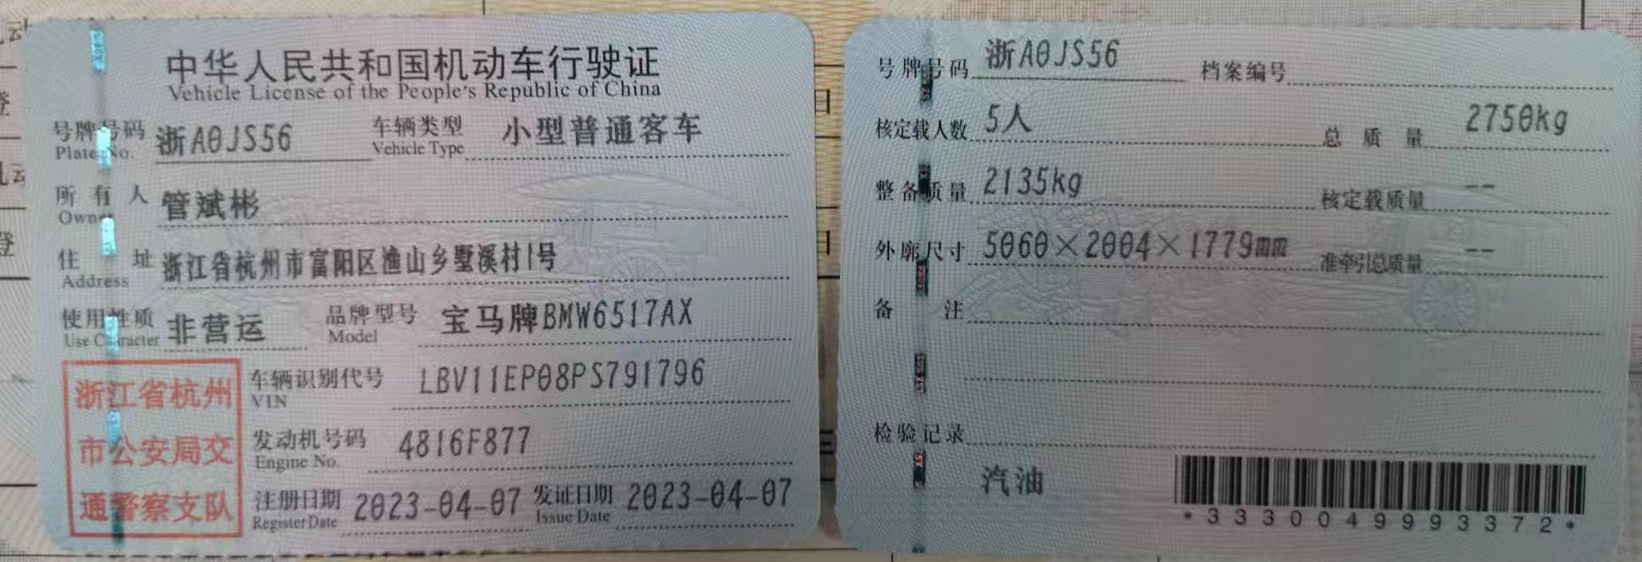 中华人民共和国机动车行驶证
Vehicle License of the People's Republic of China
号牌号码 浙A0JS56 车辆类型 小型普通客车
Plate No. Vehicle Type
所有人 管斌彬
Owner
住址 浙江省杭州市富阳区渔山乡墅溪村1号
Address
使用性质 非营运 品牌型号 宝马牌BMW6517AX
Use Character Model
浙江省杭州
市公安局交
通警察支队
车辆识别代号 LBV11EP08PS791796
VIN
发动机号码 4816F877
Engine No.
注册日期 2023-04-07 发证日期 2023-04-07
Register Date Issue Date
号牌号码 浙A0JS56 档案编号
核定载人数 5人 总质量 2750kg
整备质量 2135kg 核定载质量 --
外廓尺寸 5060×2004×1779mm 准牵引总质量 --
备注
检验记录
汽油
*3330049993372*